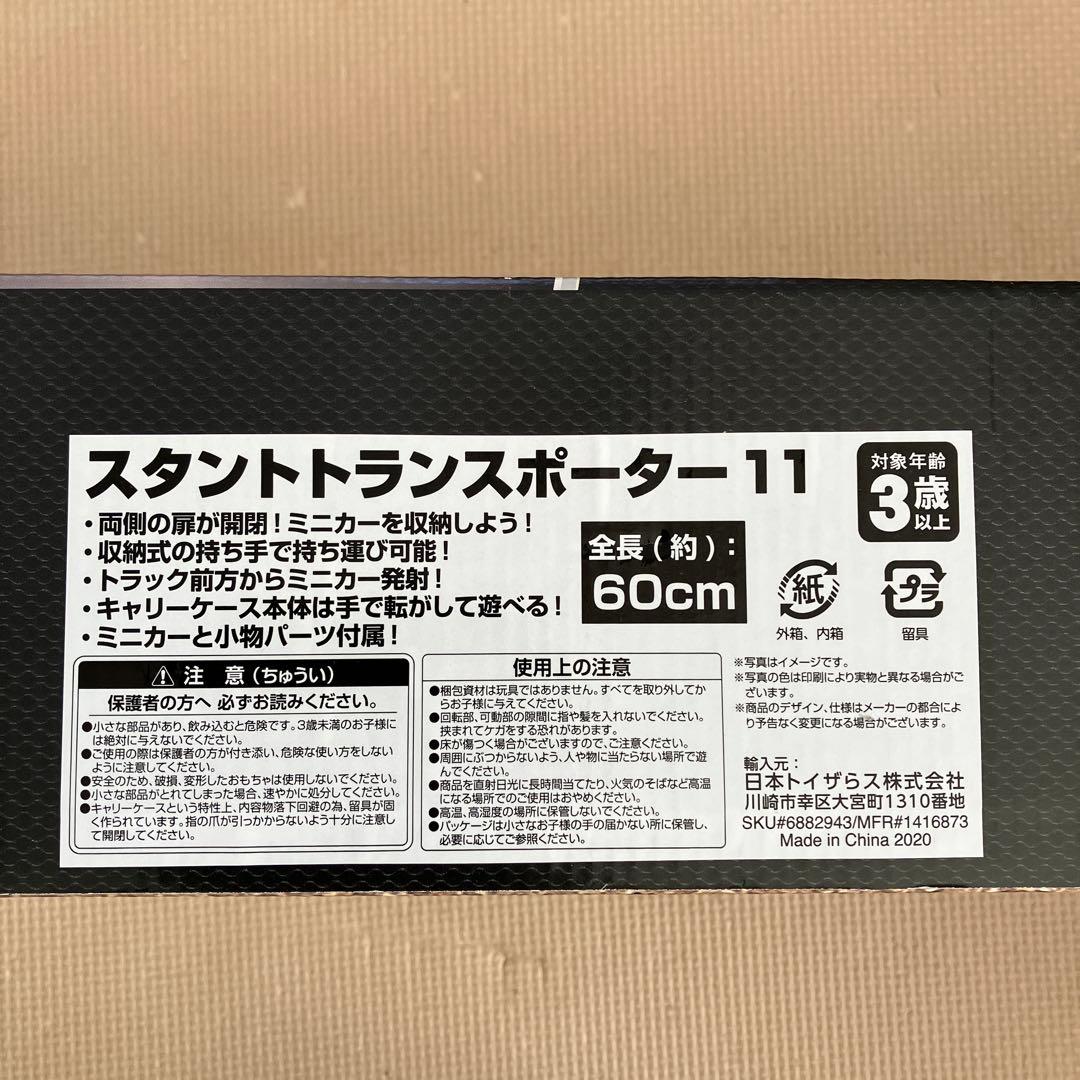 スタントトランスポーター11
・両側の扉が開閉！ミニカーを収納しよう！
・収納式の持ち手で持ち運び可能！
・トラック前方からミニカー発射！
・キャリーケース本体は手で転がして遊べる！
・ミニカーと小物パーツ付属！
全長（約）：
60cm
対象年齢
3歳
以上
紙
外箱、内箱
プラ
留具
注 意（ちゅうい）
保護者の方へ 必ずお読みください。
●小さな部品があり、飲み込むと危険です。3歳未満のお子様に
は絶対に与えないでください。
●ご使用の際は保護者の方が付き添い、危険な使い方をしない
ように注意してください。
●安全のため、破損、変形したおもちゃは使用しないでください。
●小さな部品がとれてしまった場合、速やかに処分してください。
●キャリーケースという特性上、内容物落下回避の為、留具が固
く作られています。指の爪が引っかからないよう十分に注意し
て開閉してください。
使用上の注意
●梱包資材は玩具ではありません。すべてを取り外してか
らお子様に与えてください。
●回転部、可動部の隙間に指や髪を入れないでください。
挟まれてケガをする恐れがあります。
●床が傷つく場合がございますので、ご注意ください。
●周囲にぶつからないよう、人や物に当たらない場所で遊
んでください。
●商品を直射日光に長時間当てたり、火気のそばなど高温
になる場所でのご使用はおやめください。
●高温、高湿度の場所に保管しないでください。
●パッケージは小さなお子様の手の届かない所に保管し、
必要に応じてご参照ください。
※写真はイメージです。
※写真の色は印刷により実物と異なる場合がご
ざいます。
※商品のデザイン、仕様はメーカーの都合によ
り予告なく変更になる場合がございます。
輸入元：
日本トイザらス株式会社
川崎市幸区大宮町1310番地
SKU#6882943/MFR#1416873
Made in China 2020